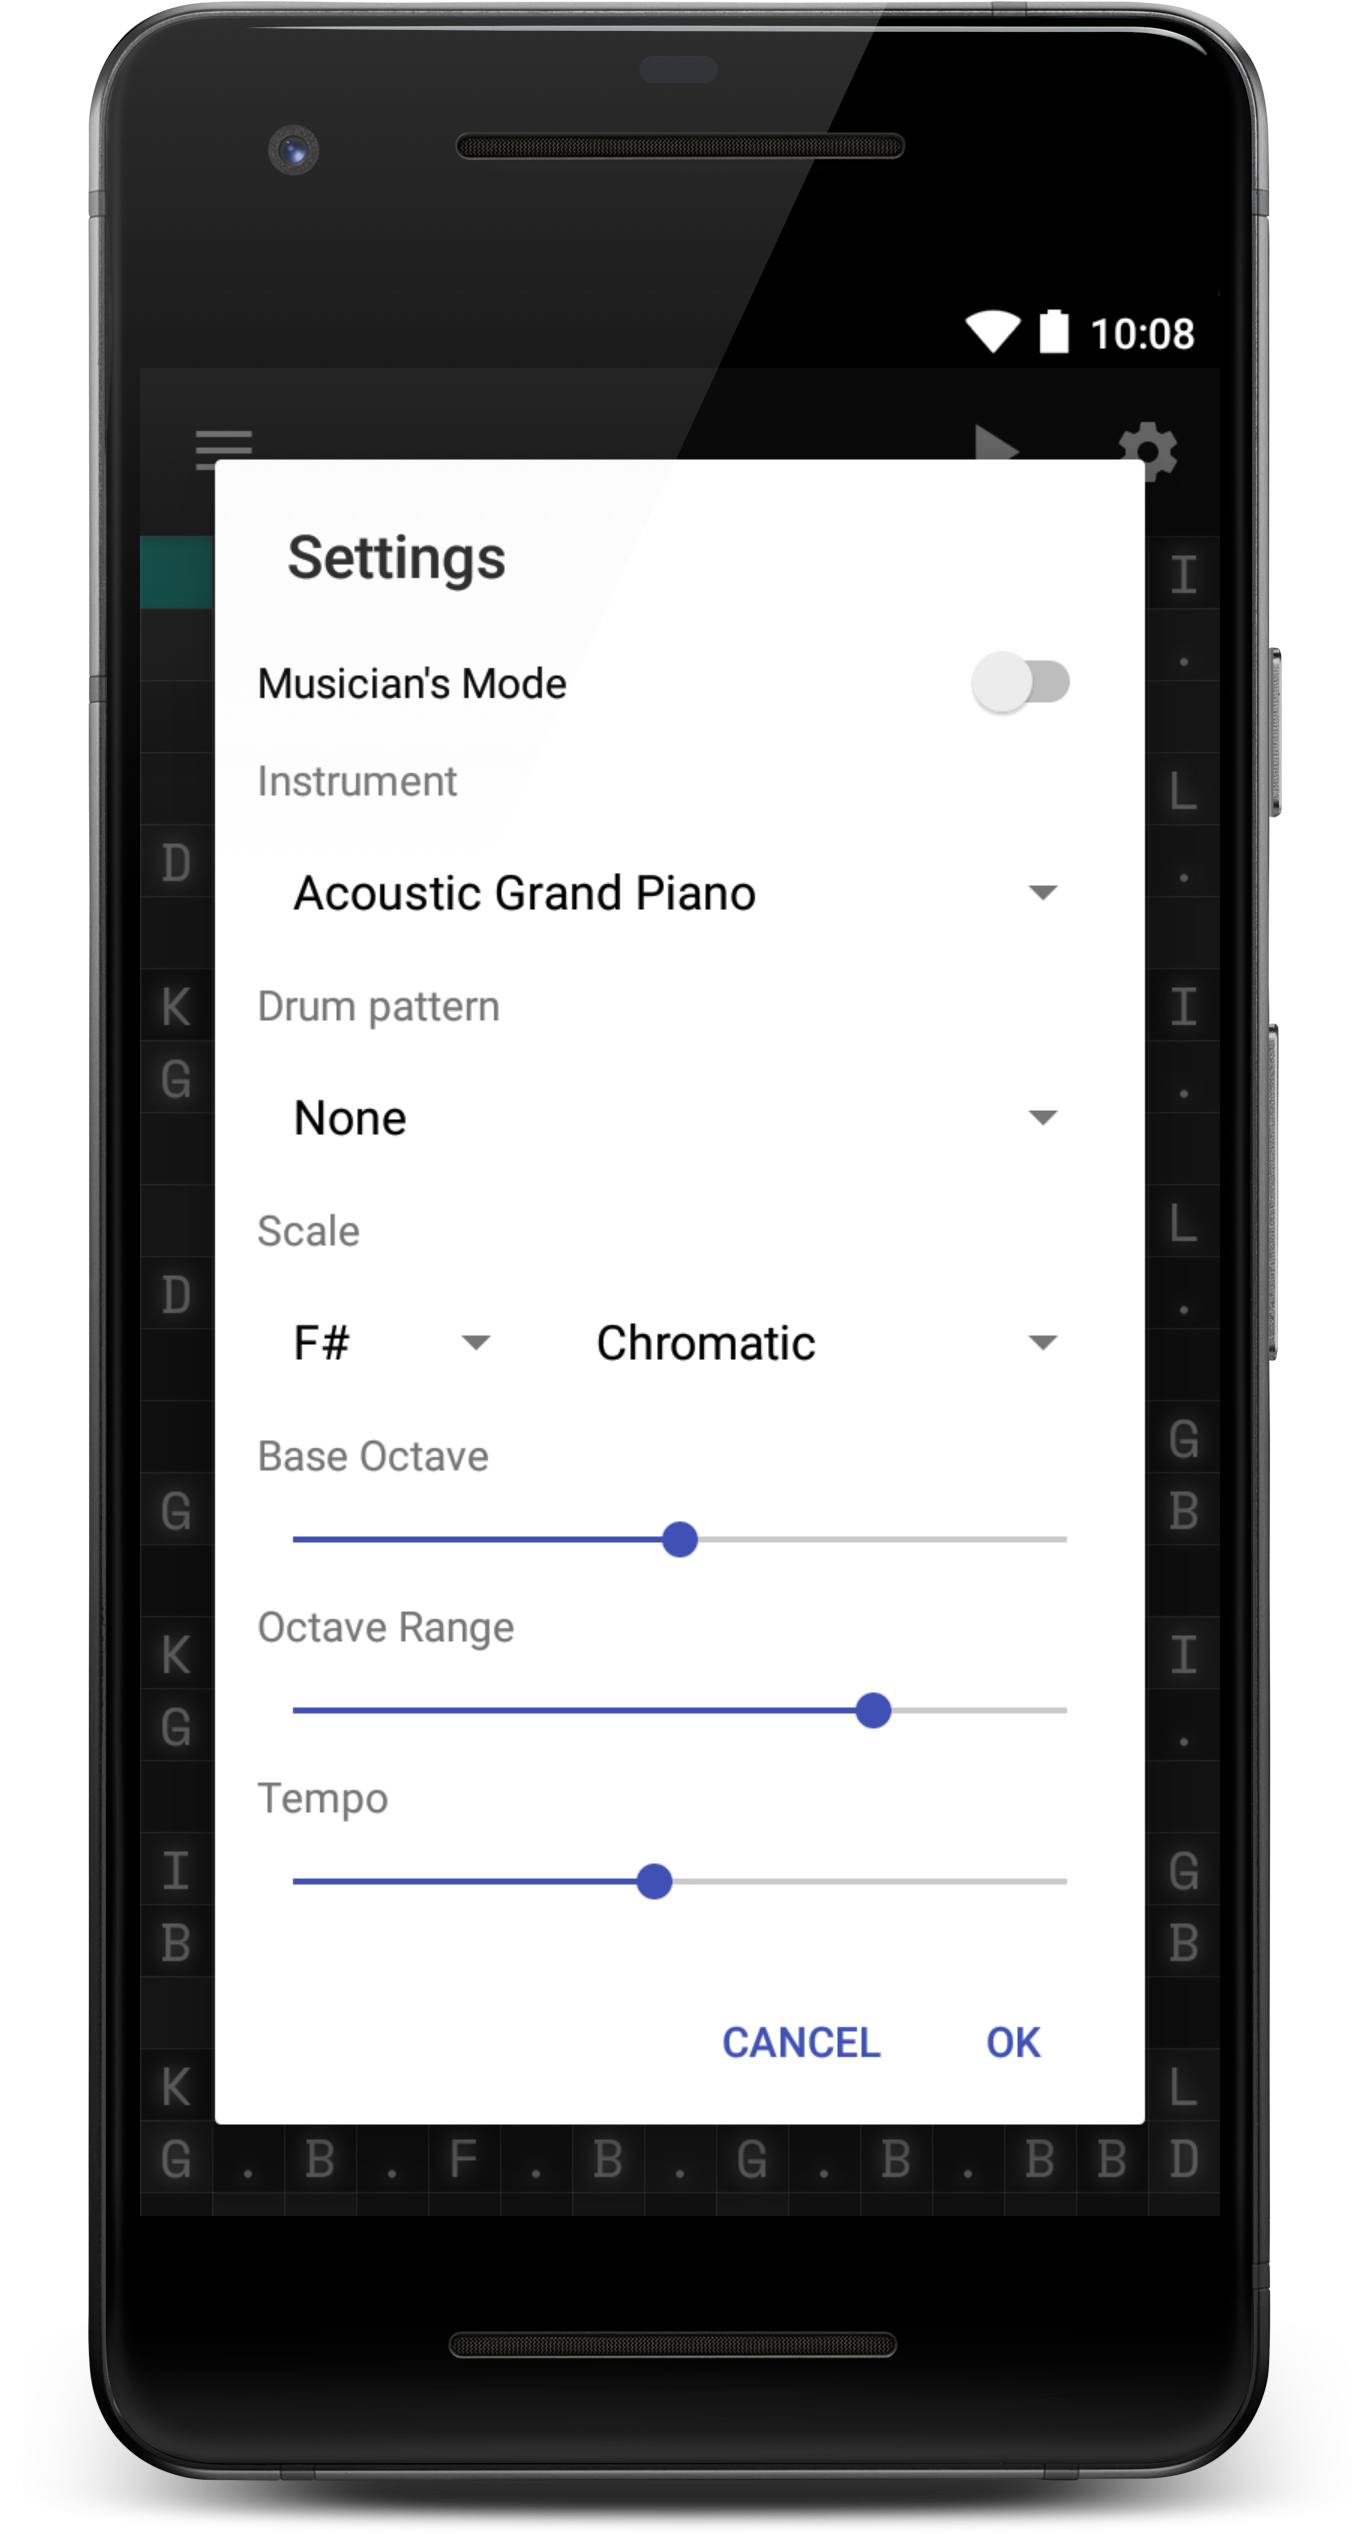 10:08
Settings
Musician's Mode
Instrument
Acoustic Grand Piano
Drum pattern
None
Scale
F# Chromatic
Base Octave
Octave Range
Tempo
CANCEL OK
I
.
L
D .
K I
G .
L
D .
G
G B
K I
G .
I G
B B
K L
G . B . F . B . G . B . B B D